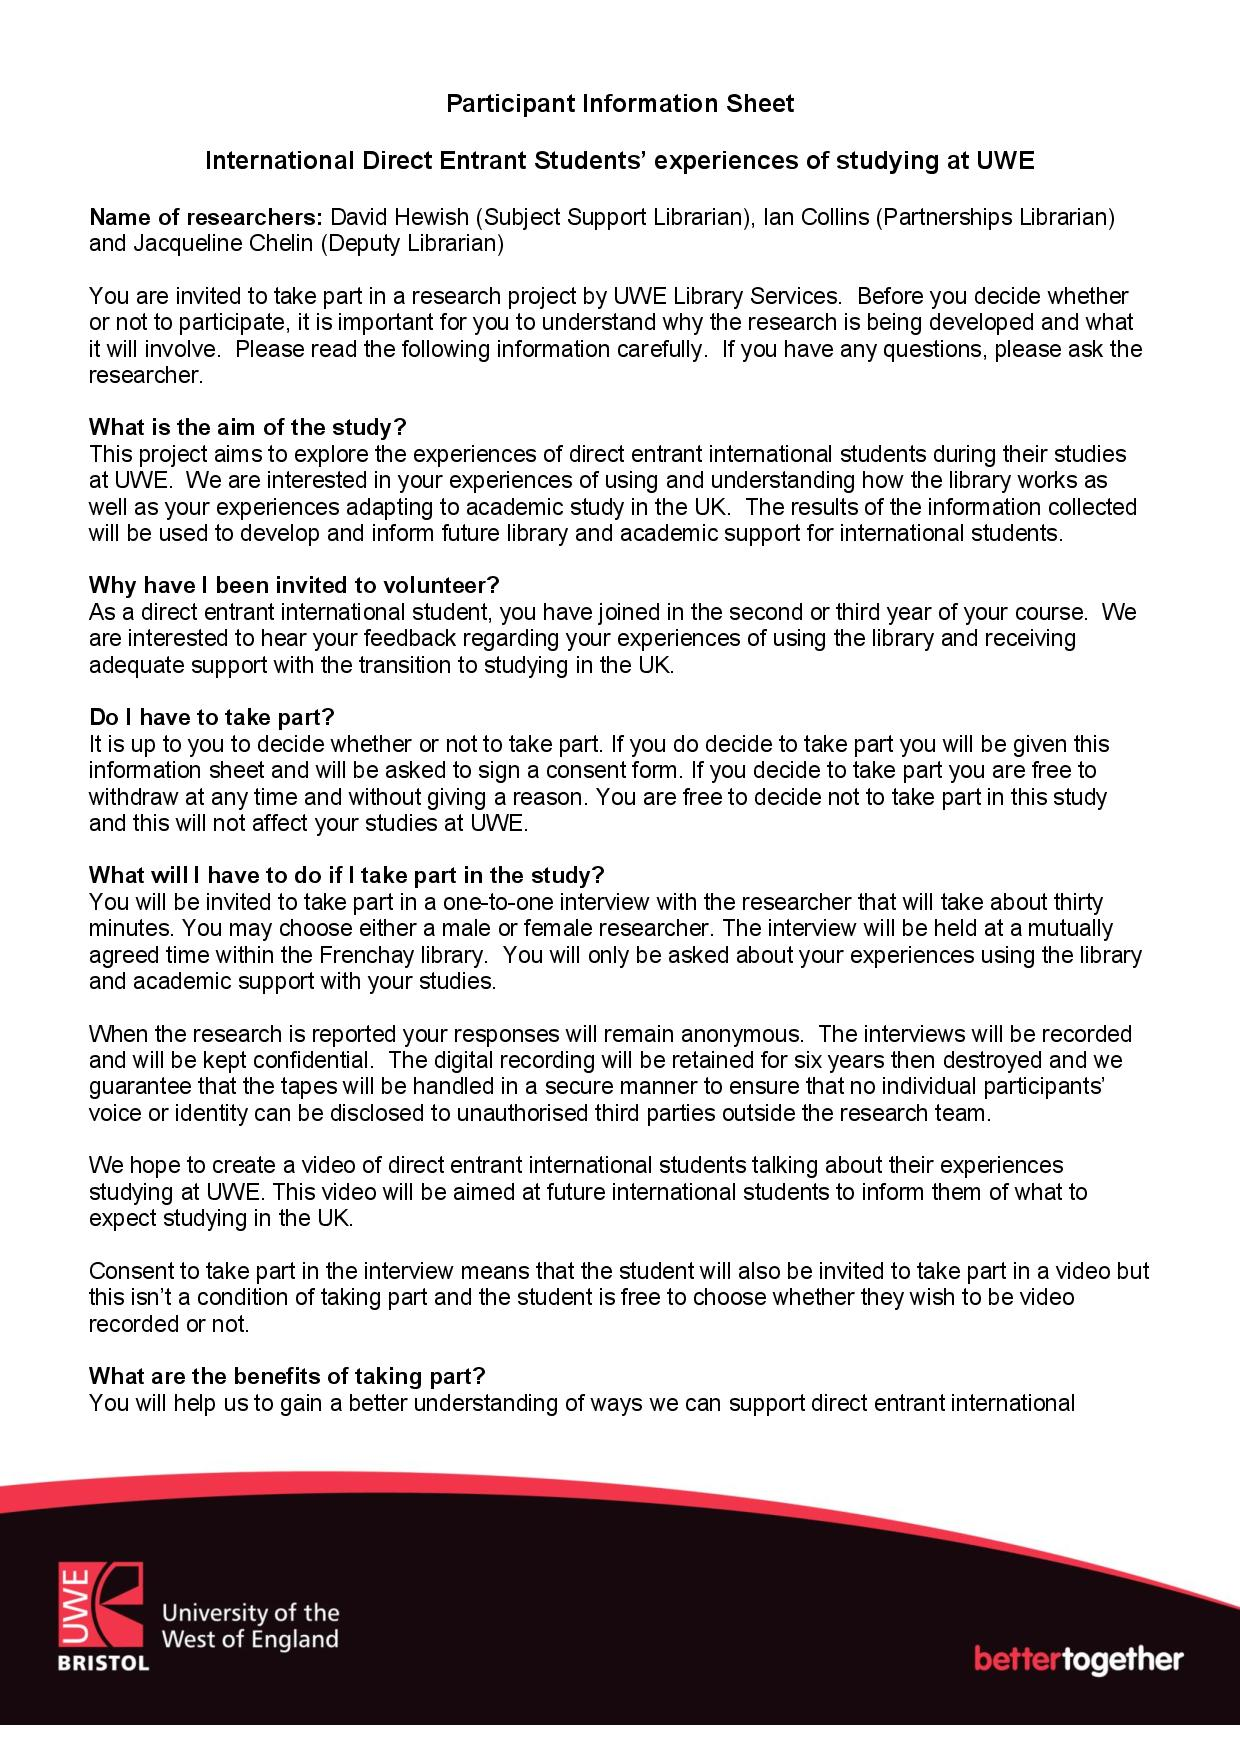 Participant Information Sheet
International Direct Entrant Students’ experiences of studying at UWE
Name of researchers: David Hewish (Subject Support Librarian), Ian Collins (Partnerships Librarian)
and Jacqueline Chelin (Deputy Librarian)
You are invited to take part in a research project by UWE Library Services.  Before you decide whether
or not to participate, it is important for you to understand why the research is being developed and what
it will involve.  Please read the following information carefully.  If you have any questions, please ask the
researcher.
What is the aim of the study?
This project aims to explore the experiences of direct entrant international students during their studies
at UWE.  We are interested in your experiences of using and understanding how the library works as
well as your experiences adapting to academic study in the UK.  The results of the information collected
will be used to develop and inform future library and academic support for international students.
Why have I been invited to volunteer?
As a direct entrant international student, you have joined in the second or third year of your course.  We
are interested to hear your feedback regarding your experiences of using the library and receiving
adequate support with the transition to studying in the UK.
Do I have to take part?
It is up to you to decide whether or not to take part. If you do decide to take part you will be given this
information sheet and will be asked to sign a consent form. If you decide to take part you are free to
withdraw at any time and without giving a reason. You are free to decide not to take part in this study
and this will not affect your studies at UWE.
What will I have to do if I take part in the study?
You will be invited to take part in a one-to-one interview with the researcher that will take about thirty
minutes. You may choose either a male or female researcher. The interview will be held at a mutually
agreed time within the Frenchay library.  You will only be asked about your experiences using the library
and academic support with your studies.
When the research is reported your responses will remain anonymous.  The interviews will be recorded
and will be kept confidential.  The digital recording will be retained for six years then destroyed and we
guarantee that the tapes will be handled in a secure manner to ensure that no individual participants’
voice or identity can be disclosed to unauthorised third parties outside the research team.
We hope to create a video of direct entrant international students talking about their experiences
studying at UWE. This video will be aimed at future international students to inform them of what to
expect studying in the UK.
Consent to take part in the interview means that the student will also be invited to take part in a video but
this isn’t a condition of taking part and the student is free to choose whether they wish to be video
recorded or not.
What are the benefits of taking part?
You will help us to gain a better understanding of ways we can support direct entrant international
UWE
BRISTOL
University of the
West of England
bettertogether